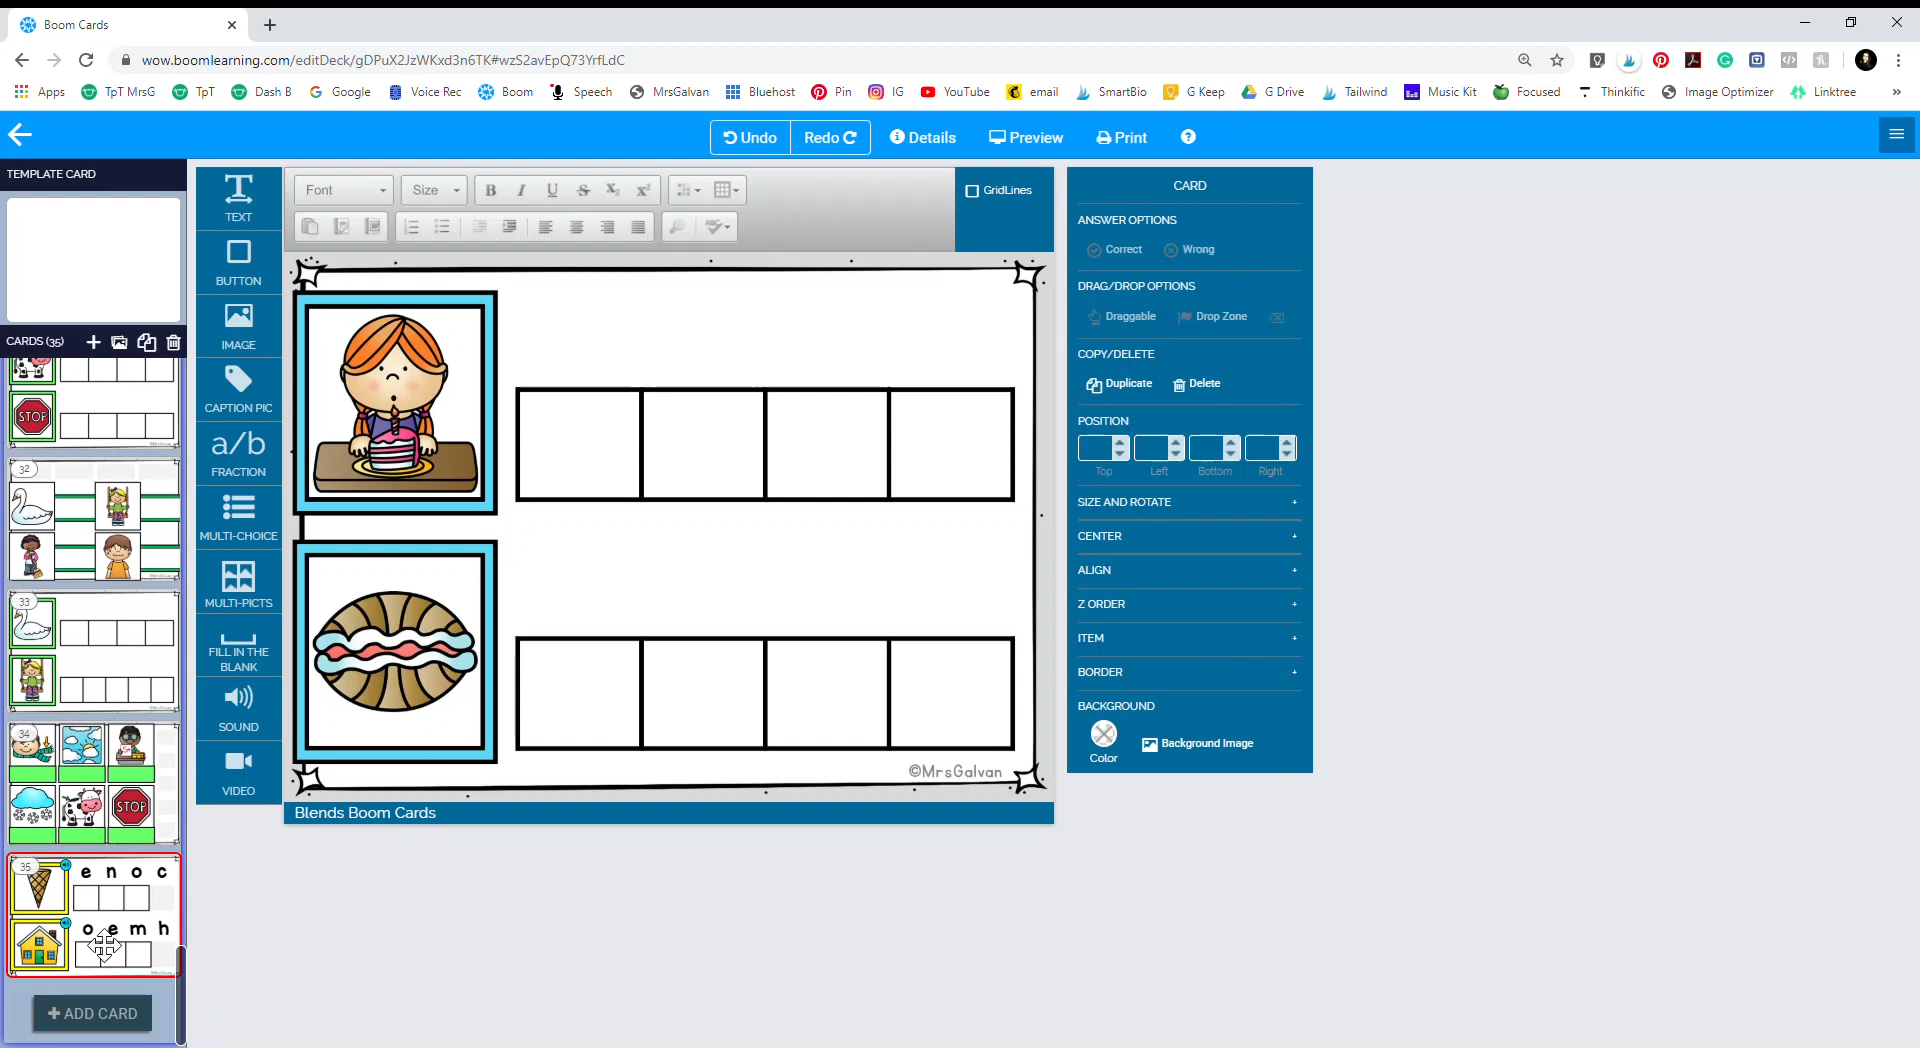 Boom Cards
wow.boomlearning.com/editDeck/gDPuX2JzWKxd3n6TK#wzS2avEpQ73YrfLdC
Apps TpT MrsG TpT Dash B Google Voice Rec Boom Speech MrsGalvan Bluehost Pin IG YouTube email SmartBio G Keep G Drive Tailwind Music Kit Focused Thinkific Image Optimizer Linktree »
Undo Redo Details Preview Print ?
TEMPLATE CARD
CARDS (35)
STOP
32
33
34
STOP
35
e n o c
o e m h
+ ADD CARD
TEXT
BUTTON
IMAGE
CAPTION PIC
a/b
FRACTION
MULTI-CHOICE
MULTI-PICTS
FILL IN THE
BLANK
SOUND
VIDEO
Font Size B I U S X₂ X² GridLines
ABC
©MrsGalvan
Blends Boom Cards
CARD
ANSWER OPTIONS
Correct Wrong
DRAG/DROP OPTIONS
Draggable Drop Zone
COPY/DELETE
Duplicate Delete
POSITION
Top Left Bottom Right
SIZE AND ROTATE +
CENTER +
ALIGN +
Z ORDER +
ITEM +
BORDER +
BACKGROUND
Color Background Image